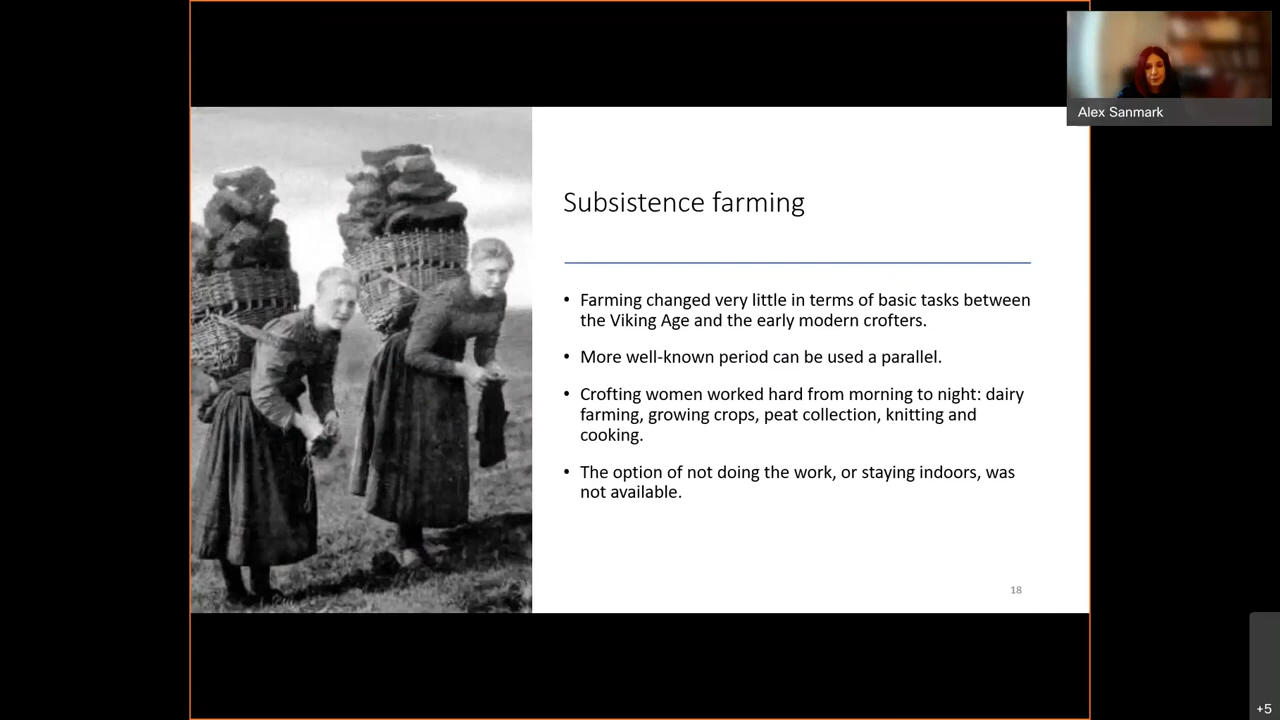 Alex Sanmark
Subsistence farming
• Farming changed very little in terms of basic tasks between
the Viking Age and the early modern crofters.
• More well-known period can be used a parallel.
• Crofting women worked hard from morning to night: dairy
farming, growing crops, peat collection, knitting and
cooking.
• The option of not doing the work, or staying indoors, was
not available.
18
+5